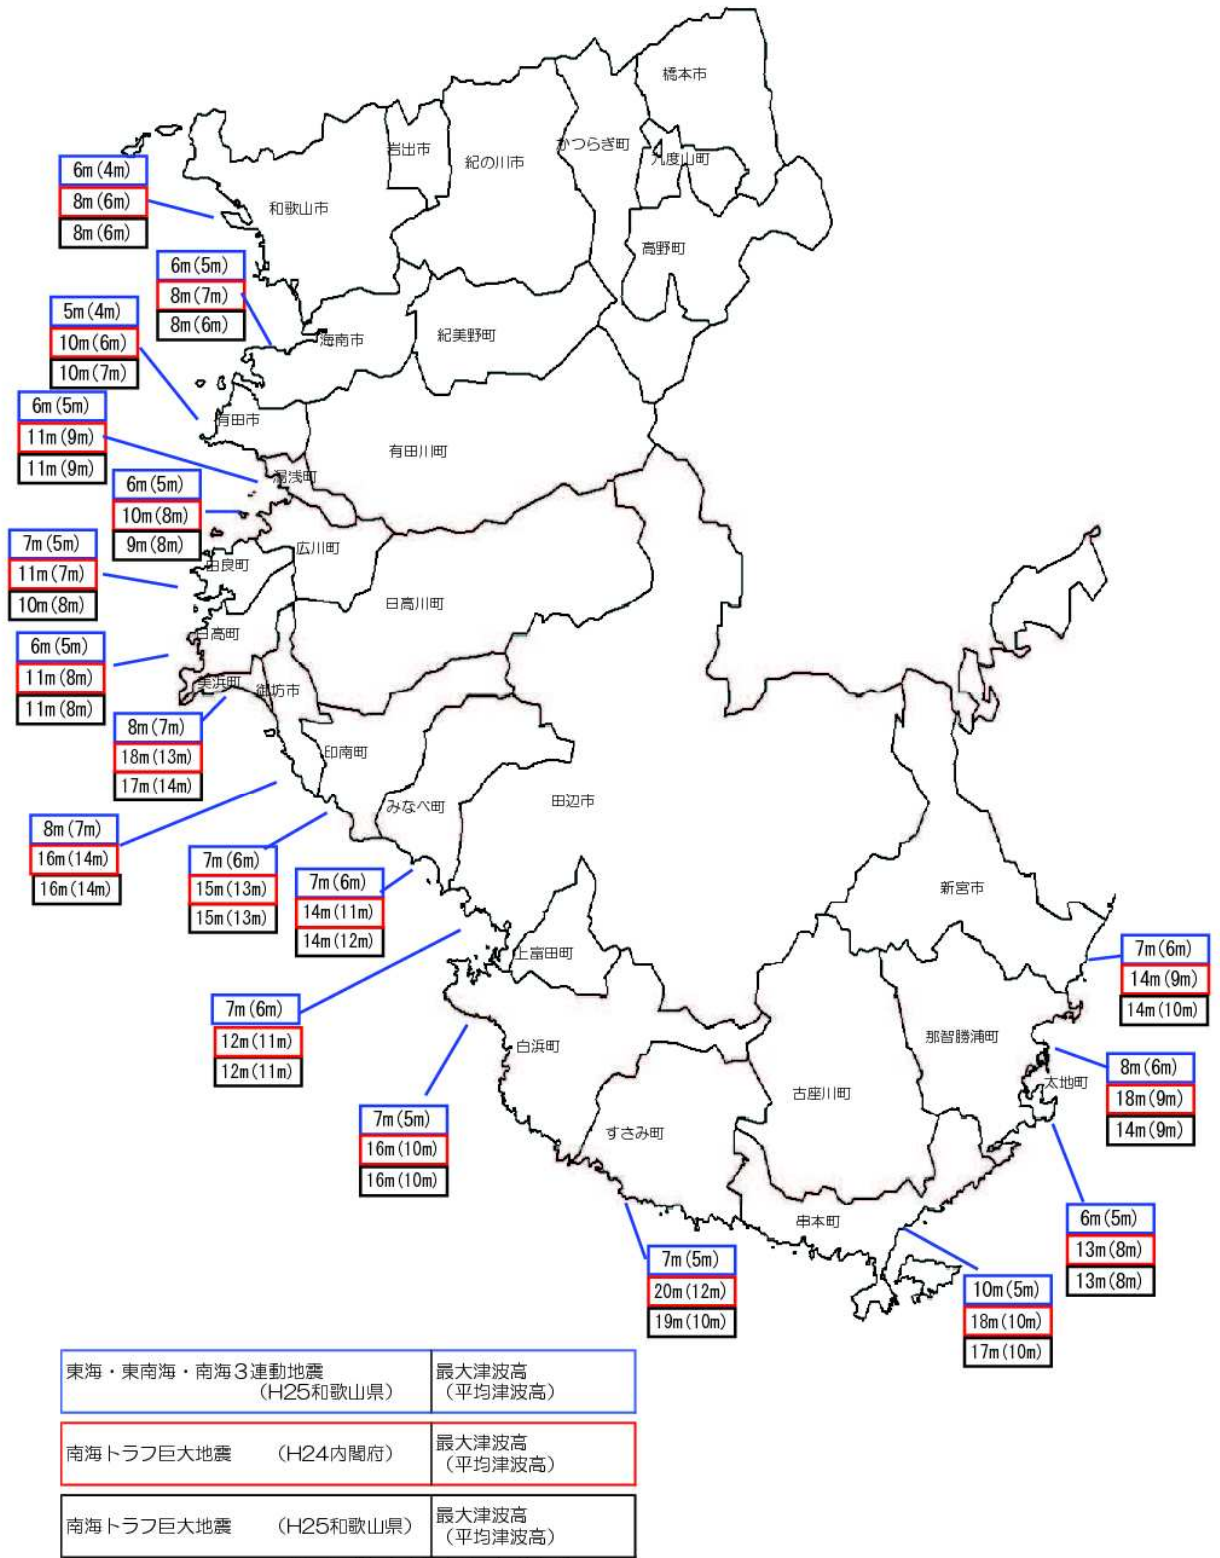 橋本市
岩出市
紀の川市
かつらぎ町
九度山町
和歌山市
高野町
6m(4m)
8m(6m)
8m(6m)
6m(5m)
8m(7m)
8m(6m)
海南市
紀美野町
5m(4m)
10m(6m)
10m(7m)
有田市
有田川町
6m(5m)
11m(9m)
11m(9m)
湯浅町
6m(5m)
10m(8m)
9m(8m)
広川町
7m(5m)
11m(7m)
10m(8m)
由良町
日高川町
日高町
6m(5m)
11m(8m)
11m(8m)
美浜町
御坊市
8m(7m)
18m(13m)
17m(14m)
印南町
みなべ町
田辺市
8m(7m)
16m(14m)
16m(14m)
7m(6m)
15m(13m)
15m(13m)
7m(6m)
14m(11m)
14m(12m)
新宮市
上富田町
7m(6m)
14m(9m)
14m(10m)
7m(6m)
12m(11m)
12m(11m)
白浜町
那智勝浦町
8m(6m)
18m(9m)
14m(9m)
太地町
古座川町
すさみ町
7m(5m)
16m(10m)
16m(10m)
串本町
6m(5m)
13m(8m)
13m(8m)
7m(5m)
20m(12m)
19m(10m)
10m(5m)
18m(10m)
17m(10m)
東海・東南海・南海3連動地震
(H25和歌山県)
最大津波高
(平均津波高)
南海トラフ巨大地震 (H24内閣府)
最大津波高
(平均津波高)
南海トラフ巨大地震 (H25和歌山県)
最大津波高
(平均津波高)